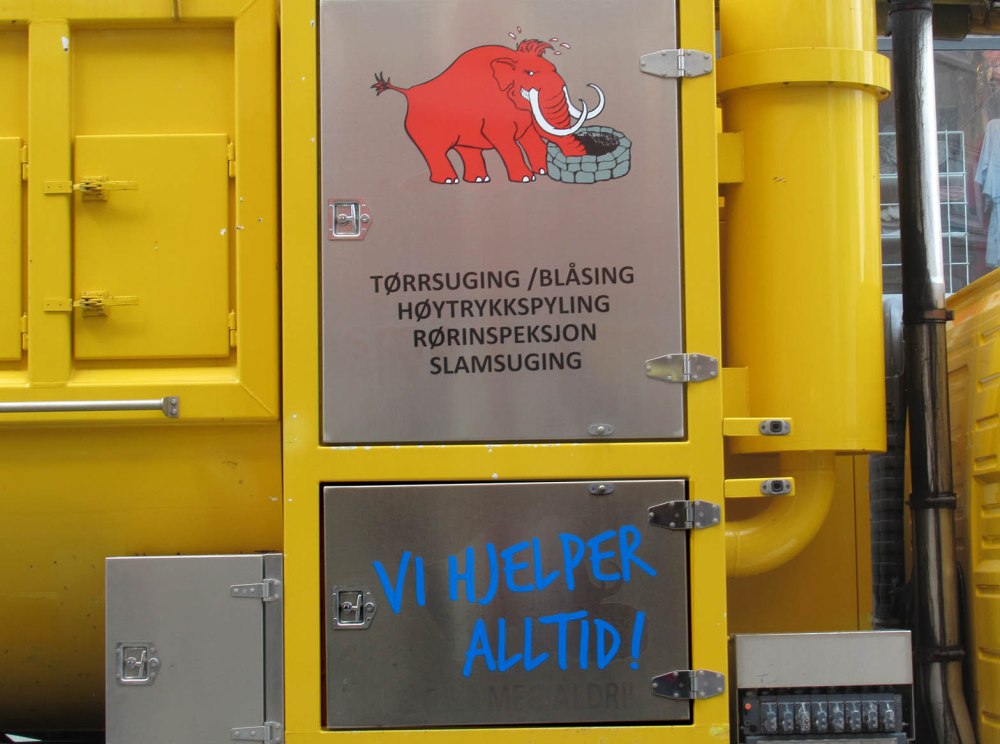 TØRRSUGING /BLÅSING
HØYTRYKKSPYLING
RØRINSPEKSJON
SLAMSUGING
VI HJELPER
ALLTID!